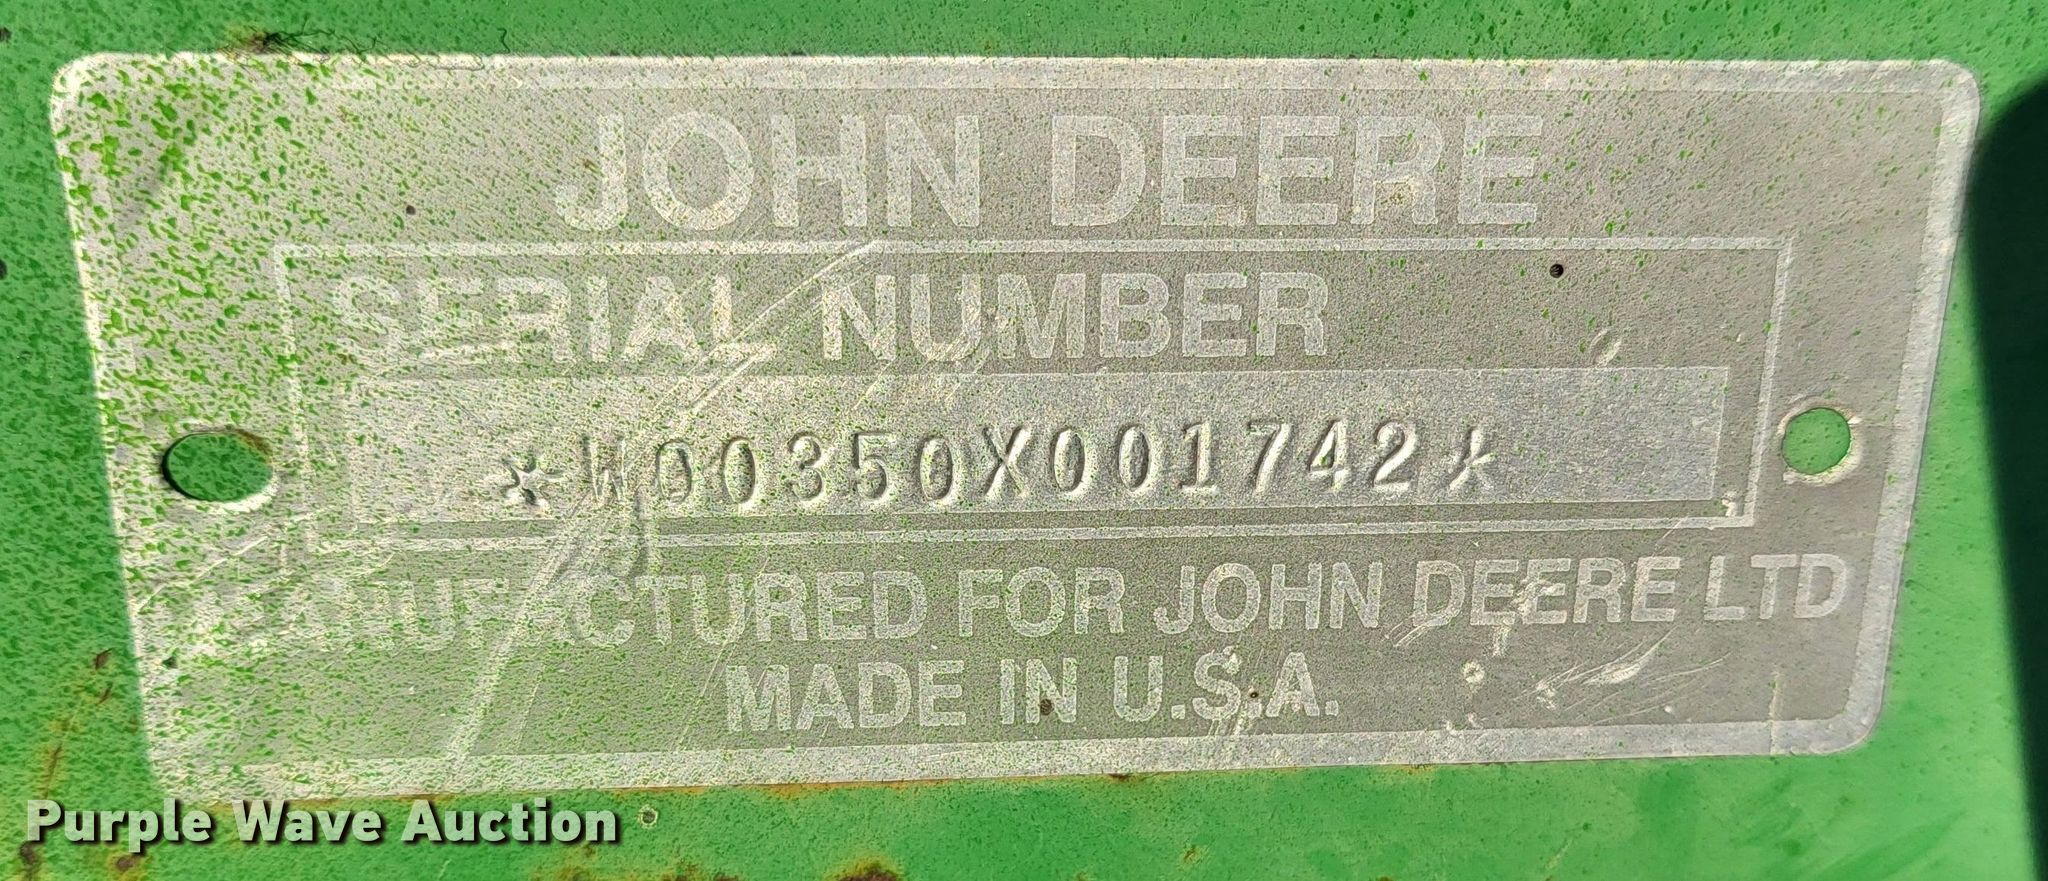 JOHN DEERE
SERIAL NUMBER
*W00350X001742*
MANUFACTURED FOR JOHN DEERE LTD
MADE IN U.S.A.
Purple Wave Auction